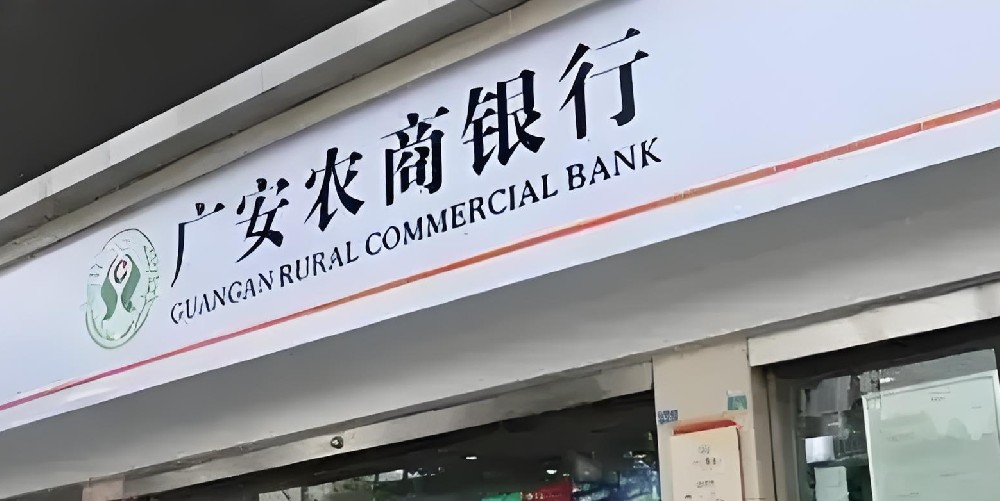 广安农商银行
GUANGAN RURAL COMMERCIAL BANK